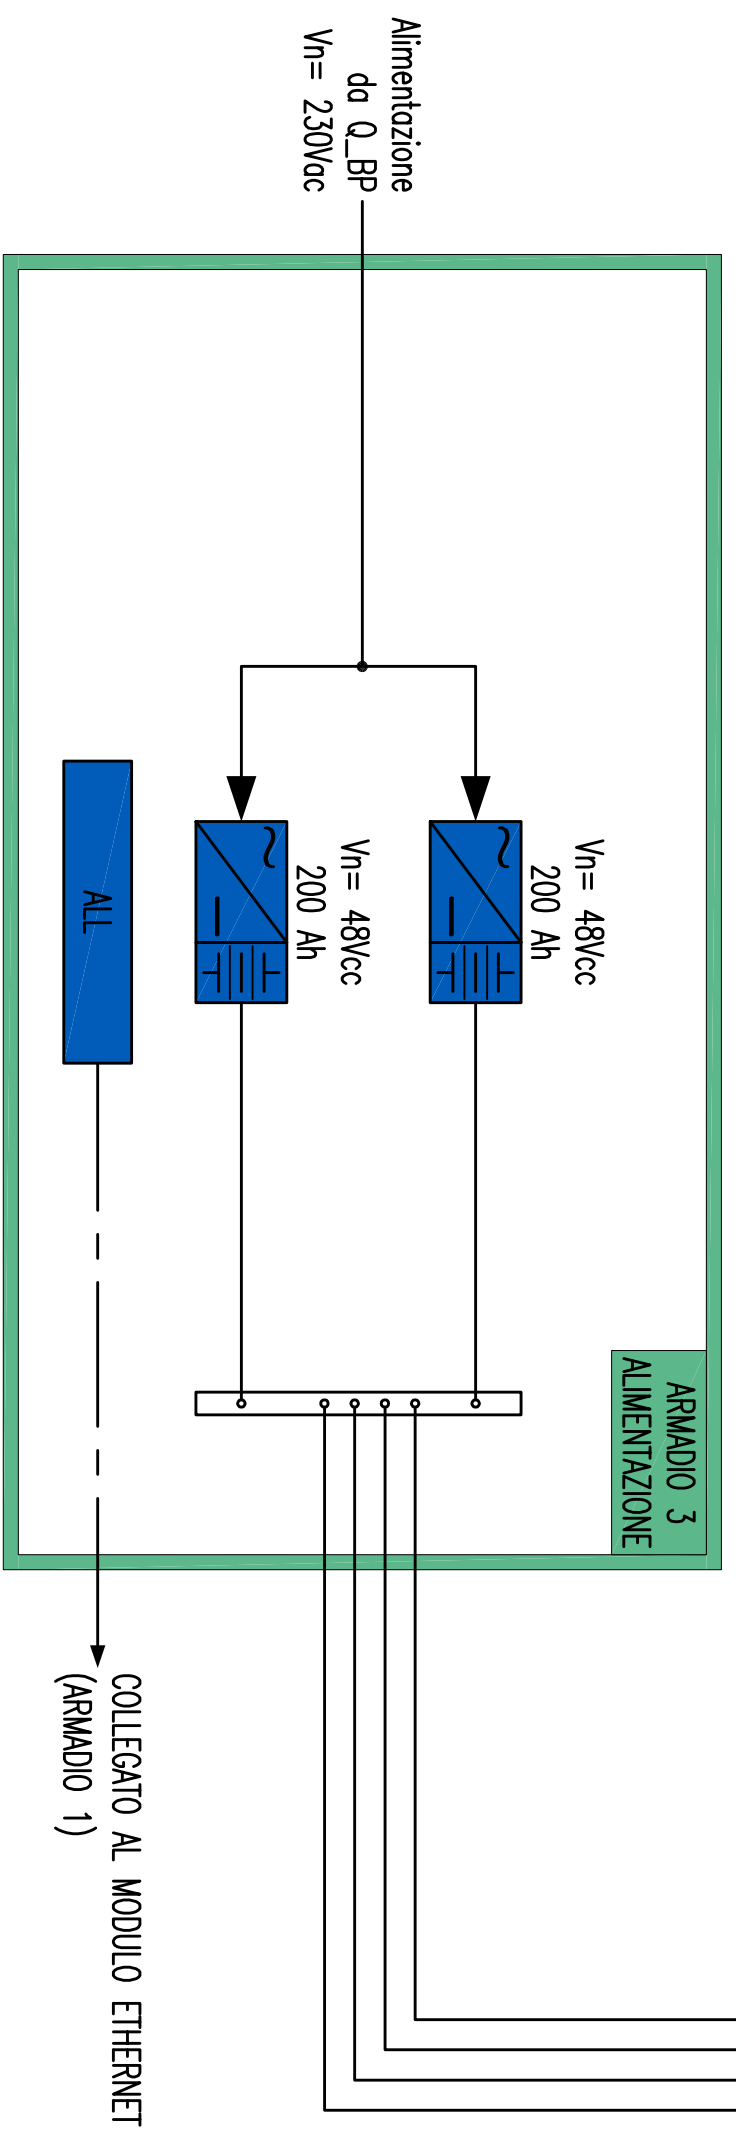 Alimentazione
da Q_BP
Vn= 230Vac
Vn= 48Vcc
200 Ah
Vn= 48Vcc
200 Ah
ALL
ARMADIO 3
ALIMENTAZIONE
COLLEGATO AL MODULO ETHERNET
(ARMADIO 1)